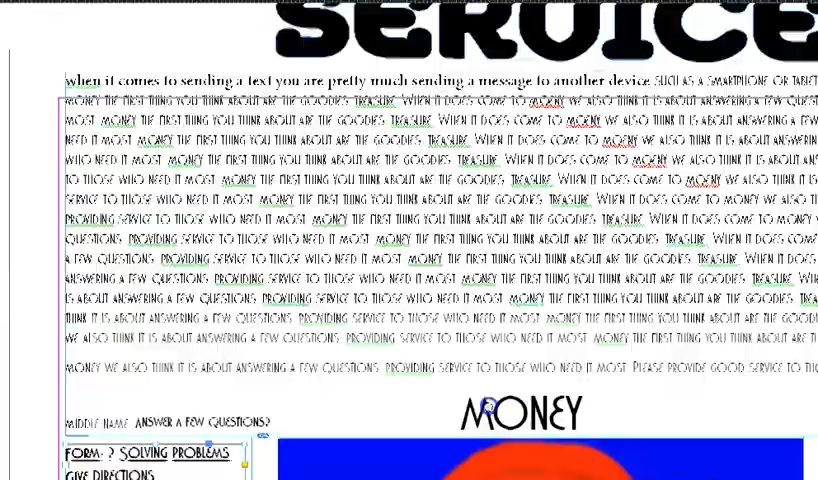 SERVICE
when it comes to sending a text you are pretty much sending a message to another device SUCH AS A SMARTPHONE OR TABLET
MONEY THE FIRST THING YOU THINK ABOUT ARE THE GOODIES TREASURE WHEN IT DOES COME TO MOENY WE ALSO THINK IT IS ABOUT ANSWERING A FEW QUEST
MOST MONEY THE FIRST THING YOU THINK ABOUT ARE THE GOODIES TREASURE WHEN IT DOES COME TO MOENY WE ALSO THINK IT IS ABOUT ANSWERING A FEW
NEED IT MOST MONEY THE FIRST THING YOU THINK ABOUT ARE THE GOODIES TREASURE WHEN IT DOES COME TO MOENY WE ALSO THINK IT IS ABOUT ANSWERIN
WHO NEED IT MOST MONEY THE FIRST THING YOU THINK ABOUT ARE THE GOODIES TREASURE WHEN IT DOES COME TO MOENY WE ALSO THINK IT IS ABOUT AN
TO THOSE WHO NEED IT MOST MONEY THE FIRST THING YOU THINK ABOUT ARE THE GOODIES TREASURE WHEN IT DOES COME TO MOENY WE ALSO THINK IT IS
SERVICE TO THOSE WHO NEED IT MOST MONEY THE FIRST THING YOU THINK ABOUT ARE THE GOODIES TREASURE WHEN IT DOES COME TO MONEY WE ALSO
PROVIDING SERVICE TO THOSE WHO NEED IT MOST MONEY THE FIRST THING YOU THINK ABOUT ARE THE GOODIES TREASURE WHEN IT DOES COME TO MONEY
QUESTIONS PROVIDING SERVICE TO THOSE WHO NEED IT MOST MONEY THE FIRST THING YOU THINK ABOUT ARE THE GOODIES TREASURE WHEN IT DOES COME
A FEW QUESTIONS PROVIDING SERVICE TO THOSE WHO NEED IT MOST MONEY THE FIRST THING YOU THINK ABOUT ARE THE GOODIES TREASURE WHEN IT DOES
ANSWERING A FEW QUESTIONS PROVIDING SERVICE TO THOSE WHO NEED IT MOST MONEY THE FIRST THING YOU THINK ABOUT ARE THE GOODIES TREASURE WHEN
IS ABOUT ANSWERING A FEW QUESTIONS PROVIDING SERVICE TO THOSE WHO NEED IT MOST MONEY THE FIRST THING YOU THINK ABOUT ARE THE GOODIES TREA
THINK IT IS ABOUT ANSWERING A FEW QUESTIONS PROVIDING SERVICE TO THOSE WHO NEED IT MOST MONEY THE FIRST THING YOU THINK ABOUT ARE THE GOODI
WE ALSO THINK IT IS ABOUT ANSWERING A FEW QUESTIONS PROVIDING SERVICE TO THOSE WHO NEED IT MOST MONEY THE FIRST THING YOU THINK ABOUT ARE
MONEY WE ALSO THINK IT IS ABOUT ANSWERING A FEW QUESTIONS PROVIDING SERVICE TO THOSE WHO NEED IT MOST PLEASE PROVIDE GOOD SERVICE TO
MONEY
MIDDLE NAME ANSWER A FEW QUESTIONS?
FORM- ? SOLVING PROBLEMS
GIVE DIRECTIONS